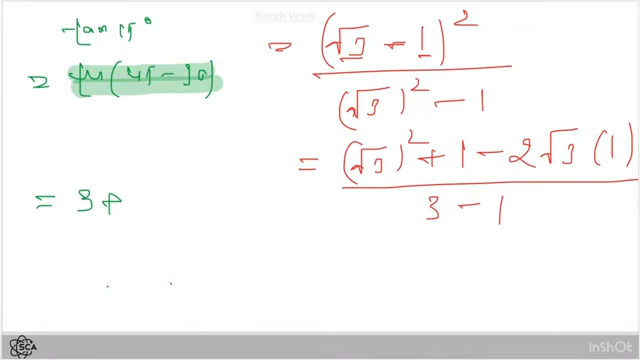 Rough Work
tan 15°
= tan(45 - 30)
= 3+
= (√3 - 1)² / (√3)² - 1
= (√3)² + 1 - 2√3(1) / 3 - 1
SCA
InShOt